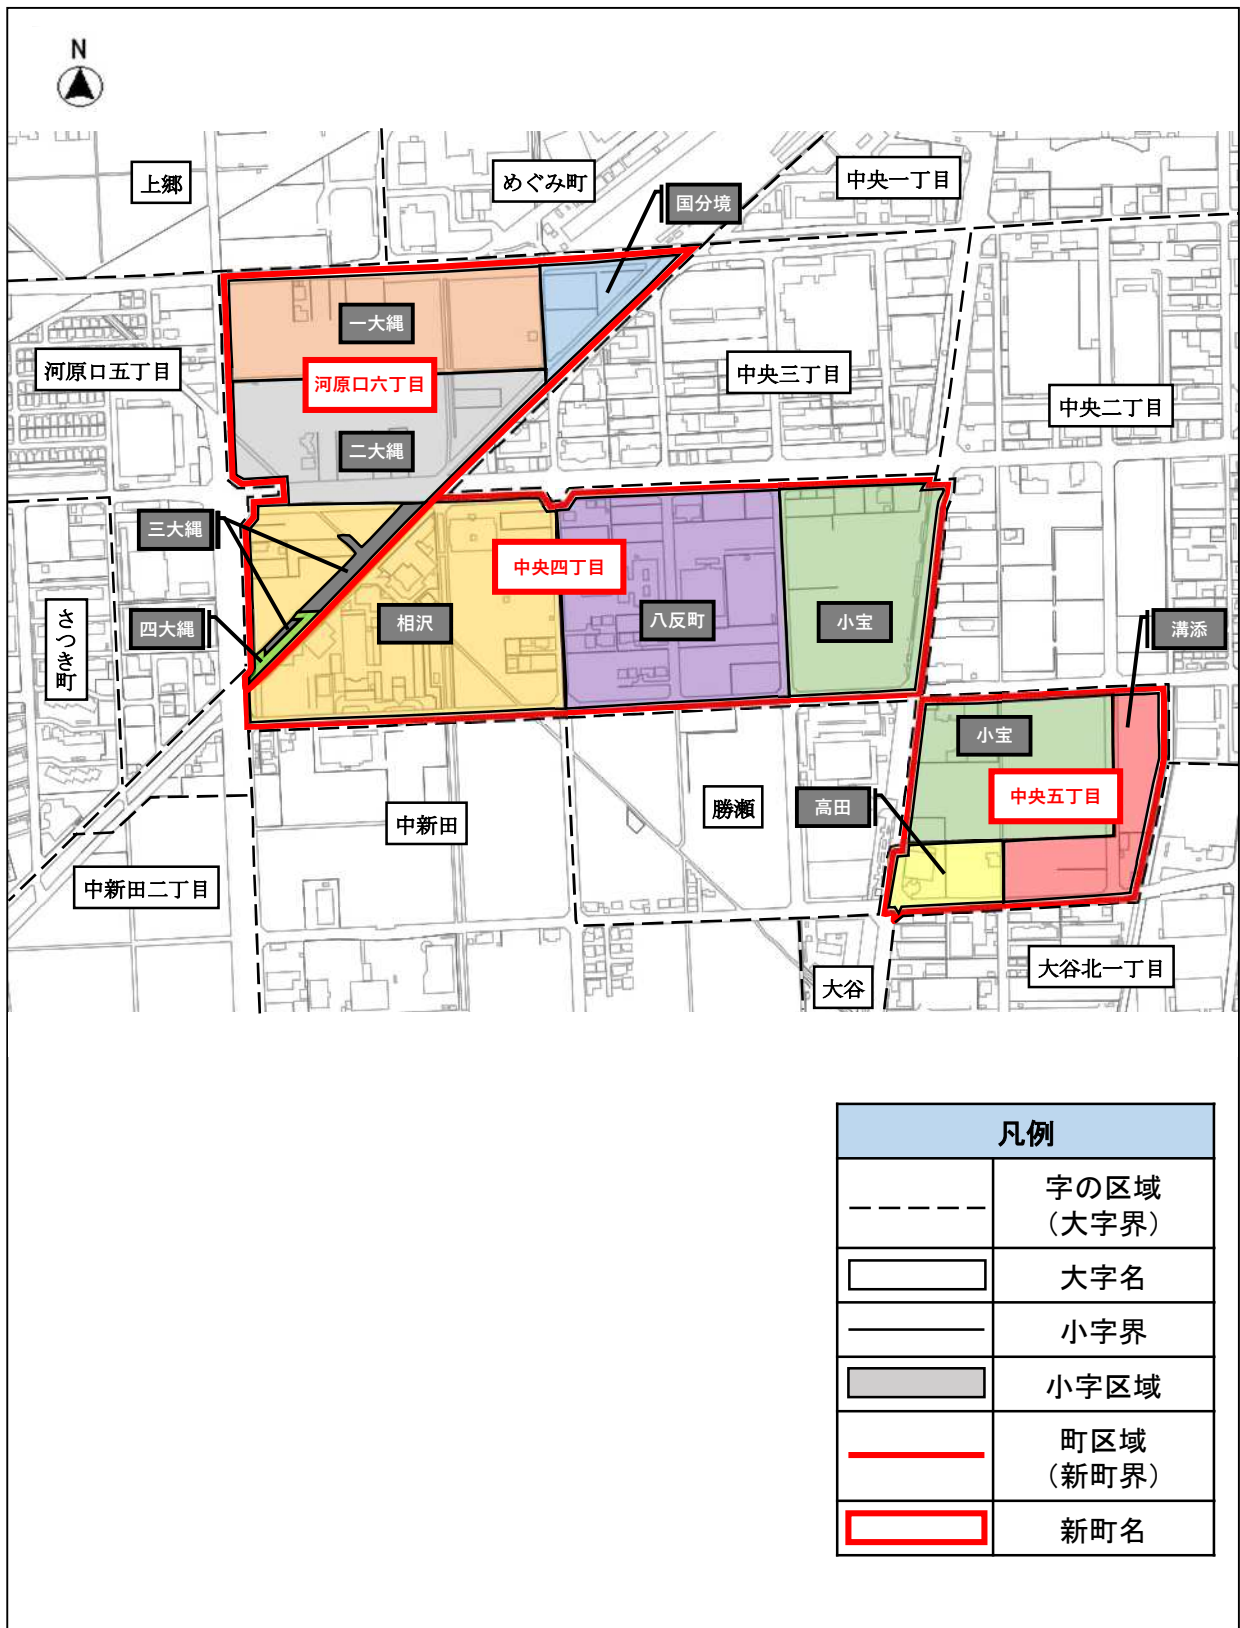 N
上郷
めぐみ町
中央一丁目
国分境
一大縄
河原口五丁目
河原口六丁目
中央三丁目
中央二丁目
二大縄
三大縄
中央四丁目
さつき町
四大縄
相沢
八反町
小宝
溝添
小宝
中央五丁目
高田
勝瀬
中新田
中新田二丁目
大谷北一丁目
大谷
凡例
字の区域
（大字界）
大字名
小字界
小字区域
町区域
（新町界）
新町名